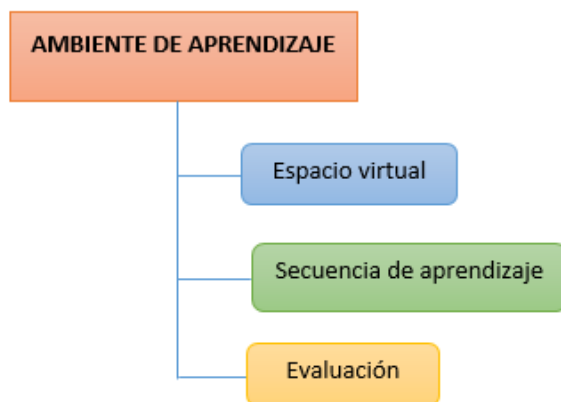 AMBIENTE DE APRENDIZAJE
Espacio virtual
Secuencia de aprendizaje
Evaluación